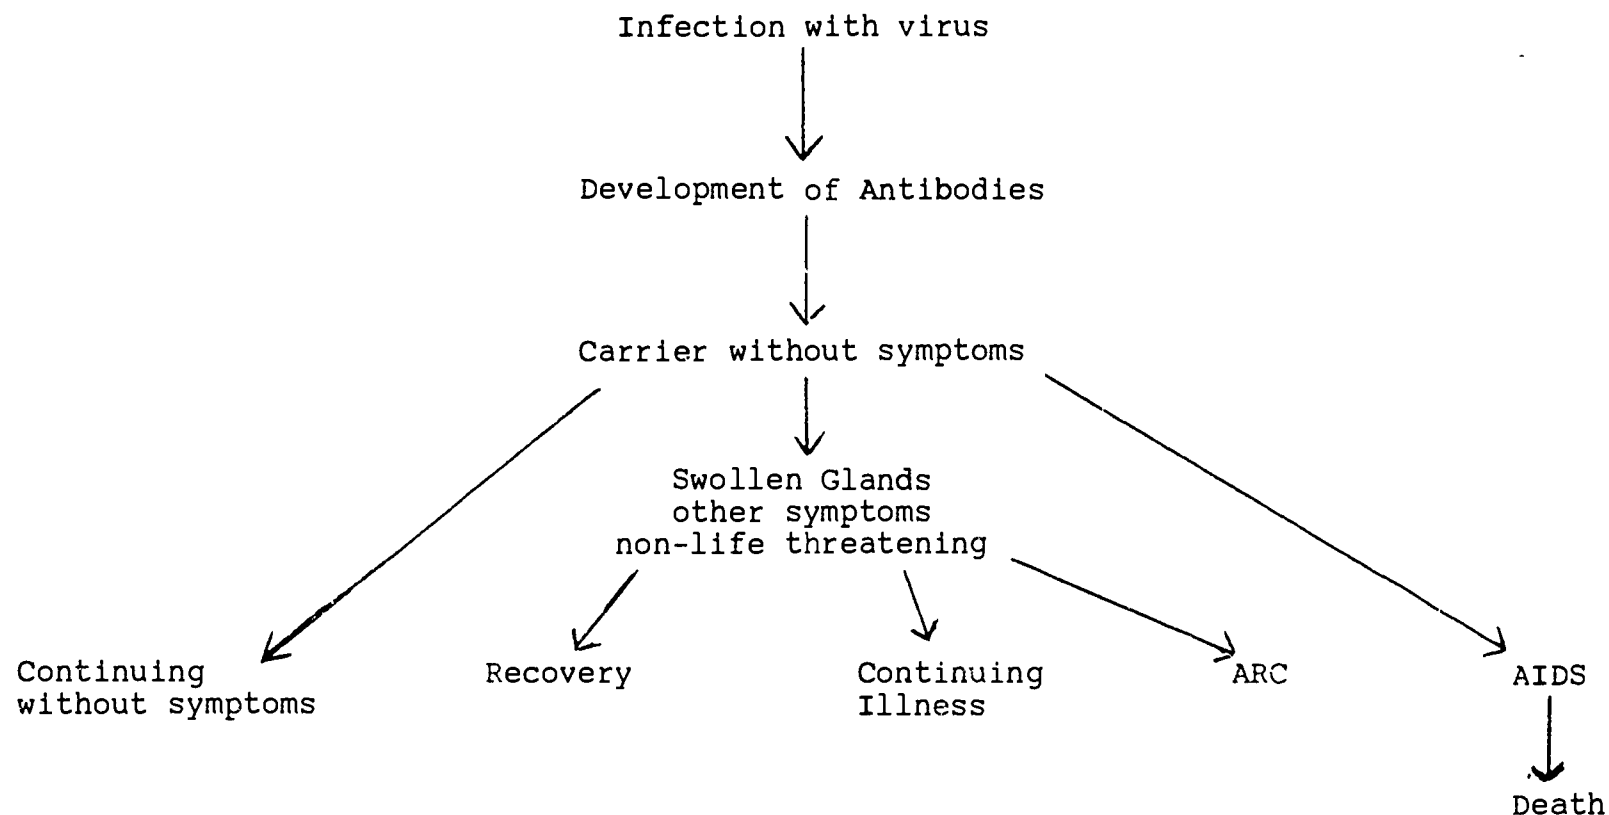 Infection with virus
Development of Antibodies
Carrier without symptoms
Swollen Glands
other symptoms
non-life threatening
Continuing
without symptoms
Recovery
Continuing
Illness
ARC
AIDS
Death